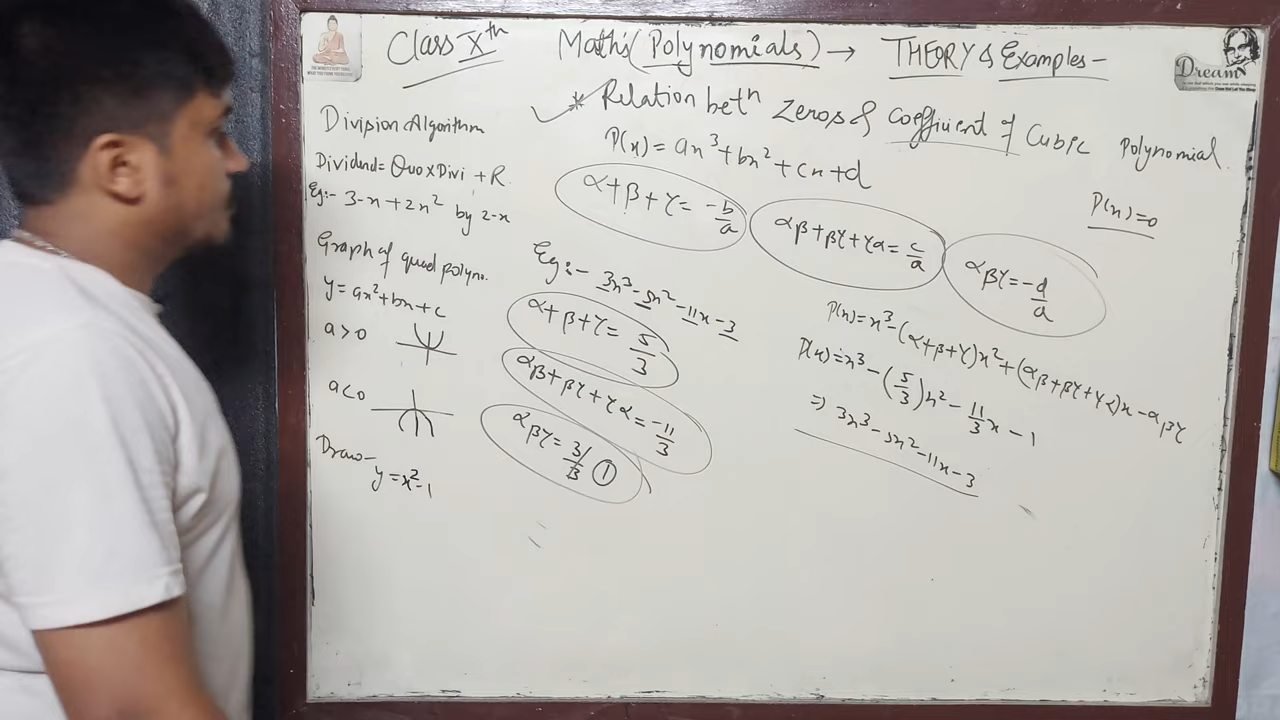 Class Xth Maths (Polynomials) → THEORY & Examples -
* Relation betn Zeros & Coefficient of Cubic Polynomial
P(x) = ax³ + bx² + cx + d
P(x)=0
α + β + γ = -b/a
αβ + βγ + γα = c/a
αβγ = -d/a
Division Algorithm
Dividend = Quo x Divi + R
Eg:- 3-x+2x² by 2-x
Graph of quad polyno.
y = ax² + bx + c
a > 0
a < 0
Draw-
y = x²-1
Eg:- 3x³ - 5x² - 11x - 3
α + β + γ = 5/3
αβ + βγ + γα = -11/3
αβγ = 3/3 1
P(x) = x³ - (α+β+γ)x² + (αβ+βγ+γα)x - αβγ
P(x) = x³ - (5/3)x² - 11/3 x - 1
⇒ 3x³ - 5x² - 11x - 3
Dream